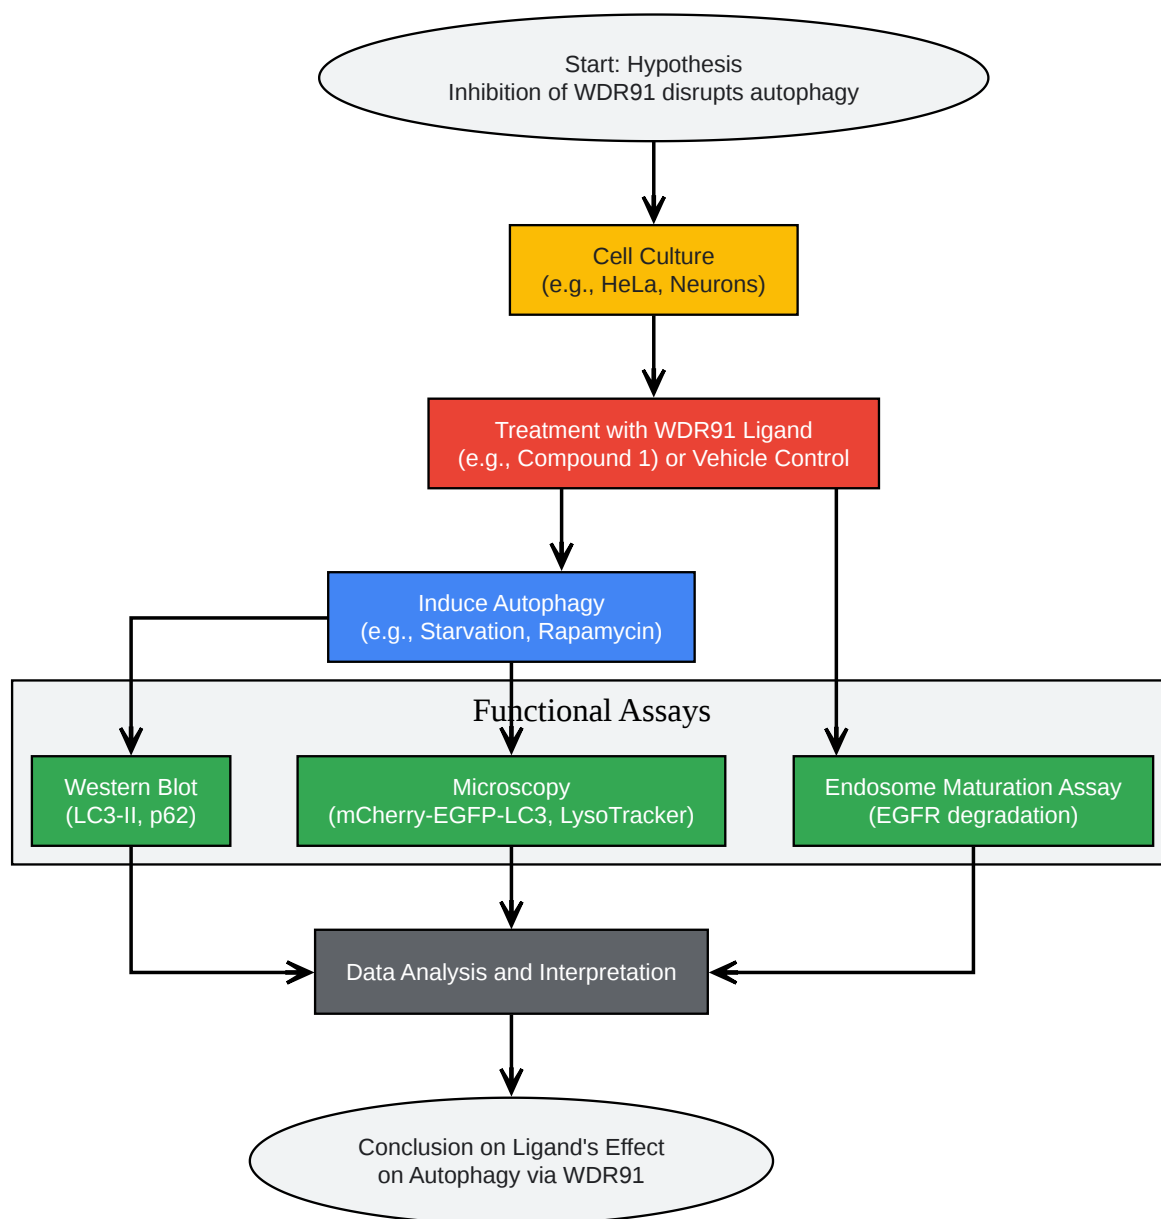 Start: Hypothesis
Inhibition of WDR91 disrupts autophagy
Cell Culture
(e.g., HeLa, Neurons)
Treatment with WDR91 Ligand
(e.g., Compound 1) or Vehicle Control
Induce Autophagy
(e.g., Starvation, Rapamycin)
Functional Assays
Western Blot
(LC3-II, p62)
Microscopy
(mCherry-EGFP-LC3, LysoTracker)
Endosome Maturation Assay
(EGFR degradation)
Data Analysis and Interpretation
Conclusion on Ligand's Effect
on Autophagy via WDR91